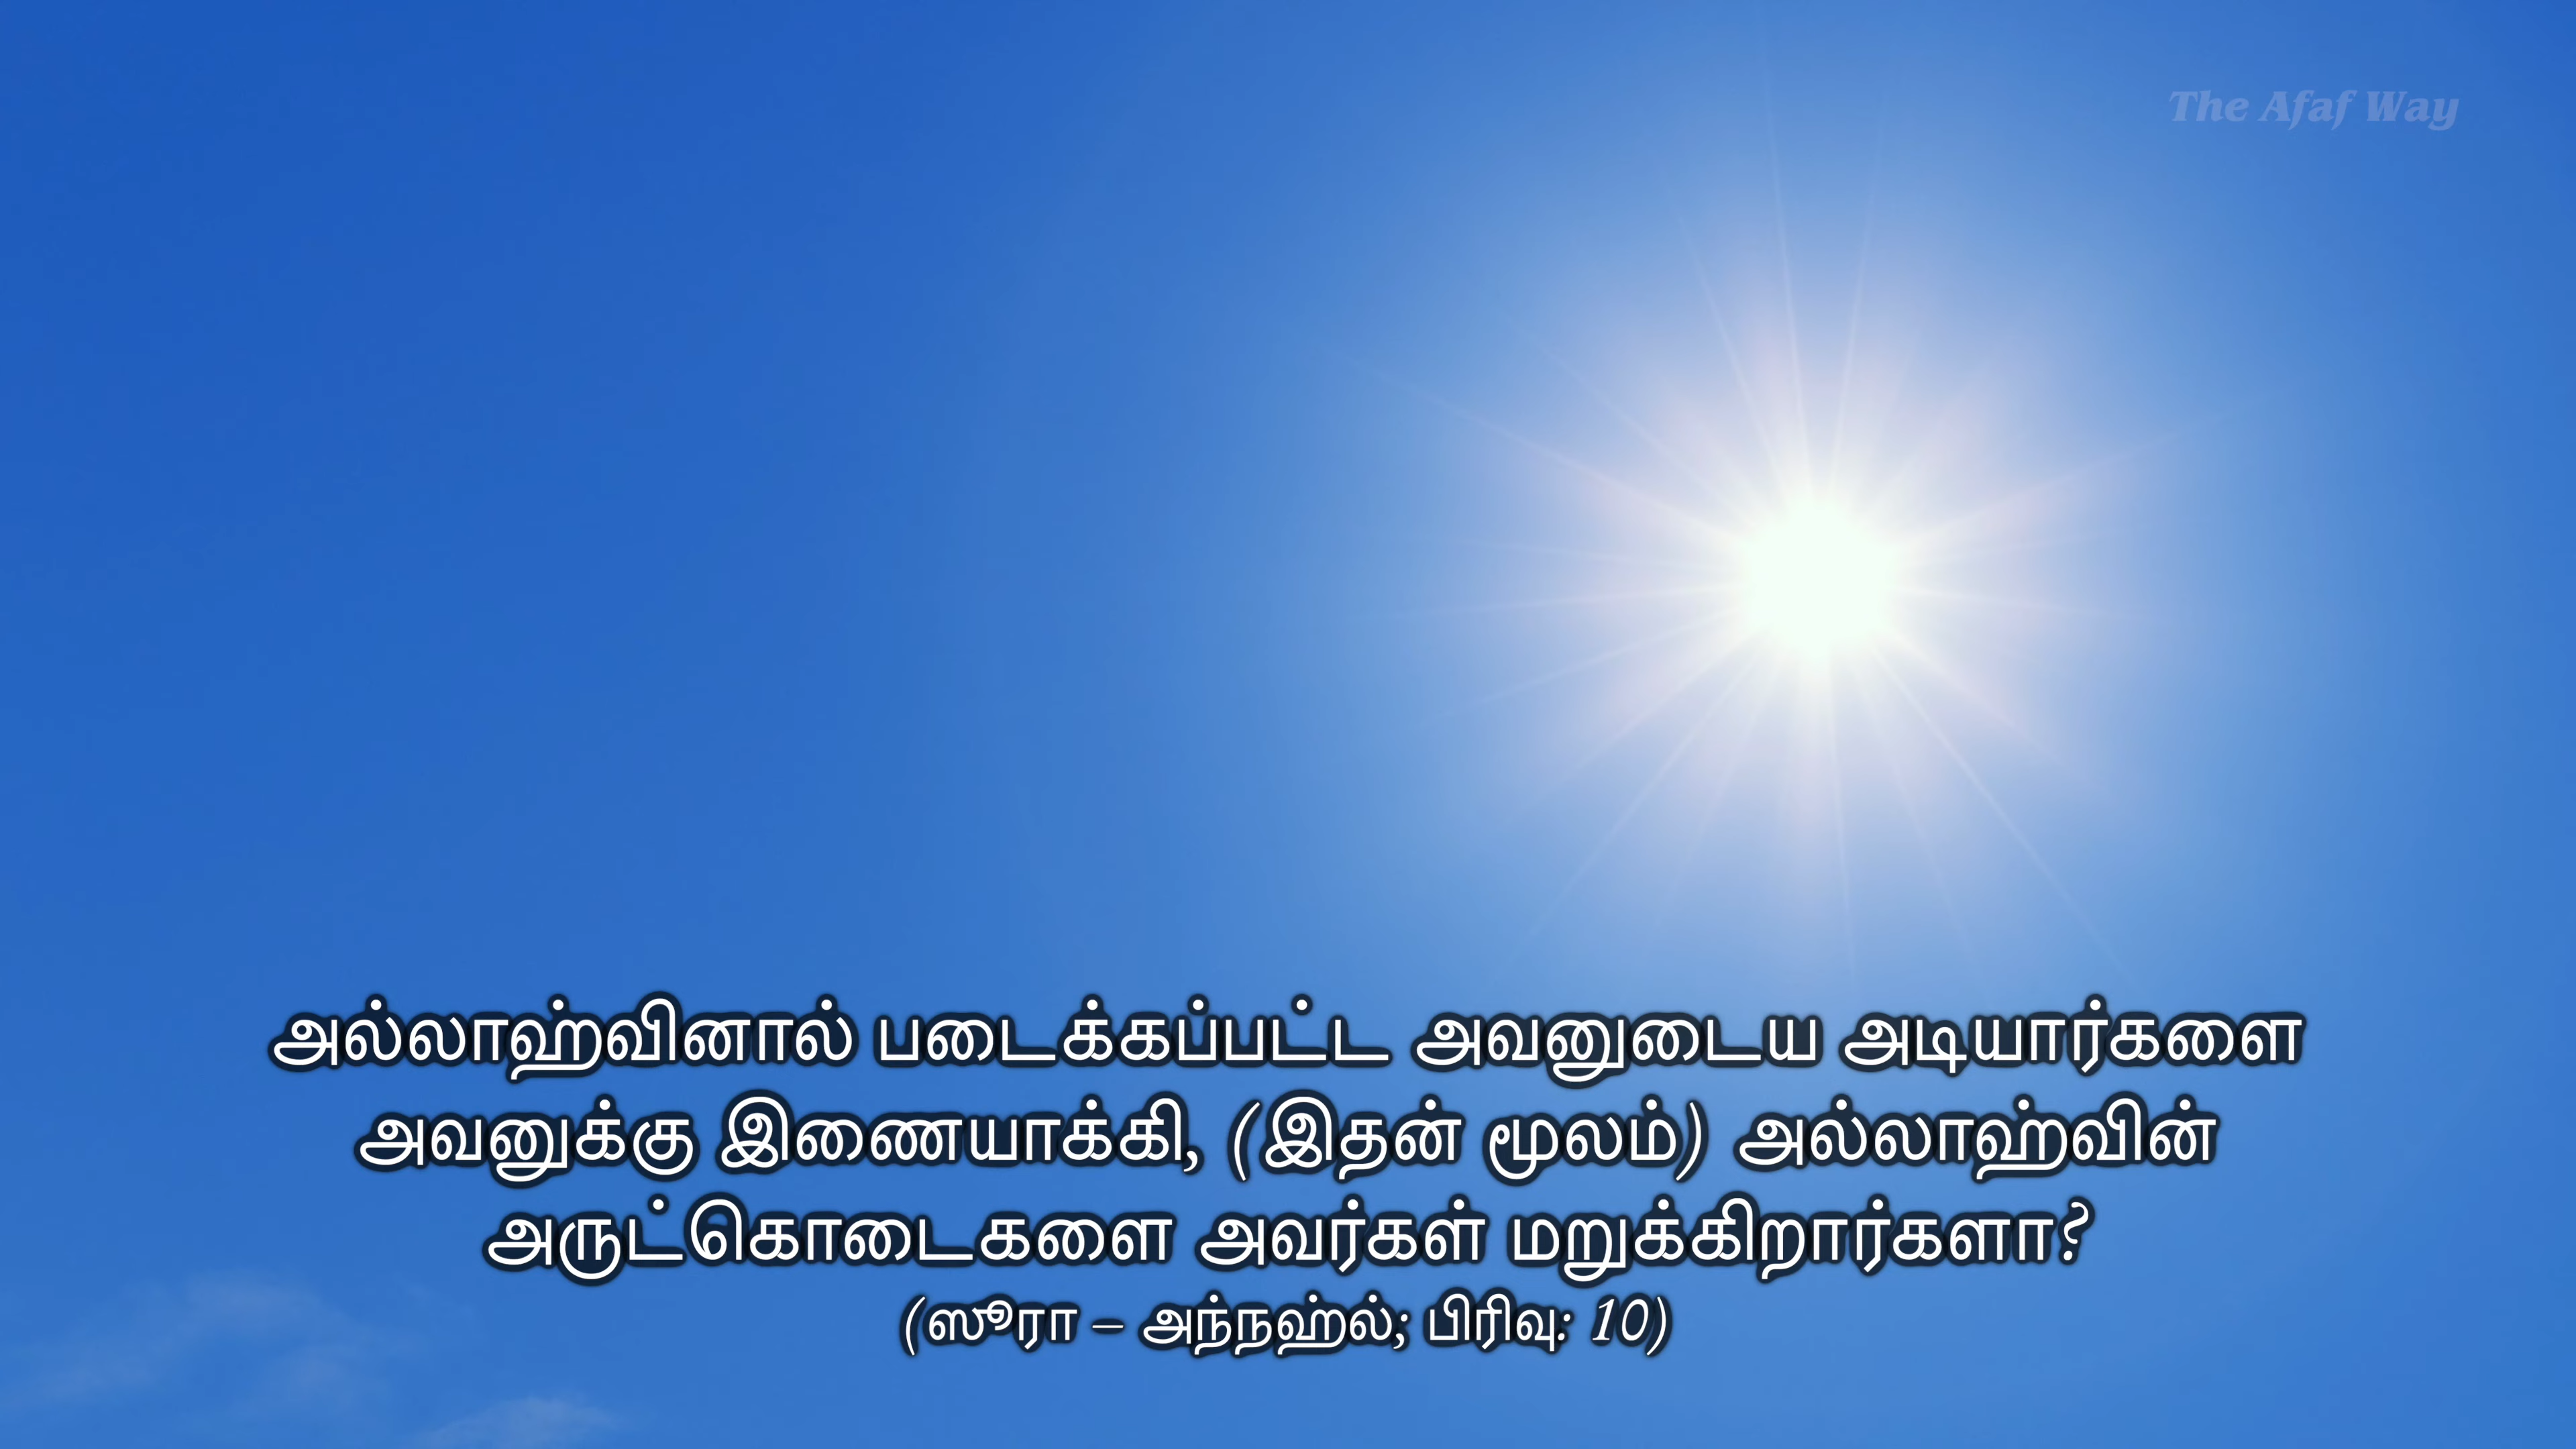 The Afaf Way
அல்லாஹ்வினால் படைக்கப்பட்ட அவனுடைய அடியார்களை
அவனுக்கு இணையாக்கி, (இதன் மூலம்) அல்லாஹ்வின்
அருட்கொடைகளை அவர்கள் மறுக்கிறார்களா?
(ஸூரா – அந்நஹ்ல்; பிரிவு: 10)